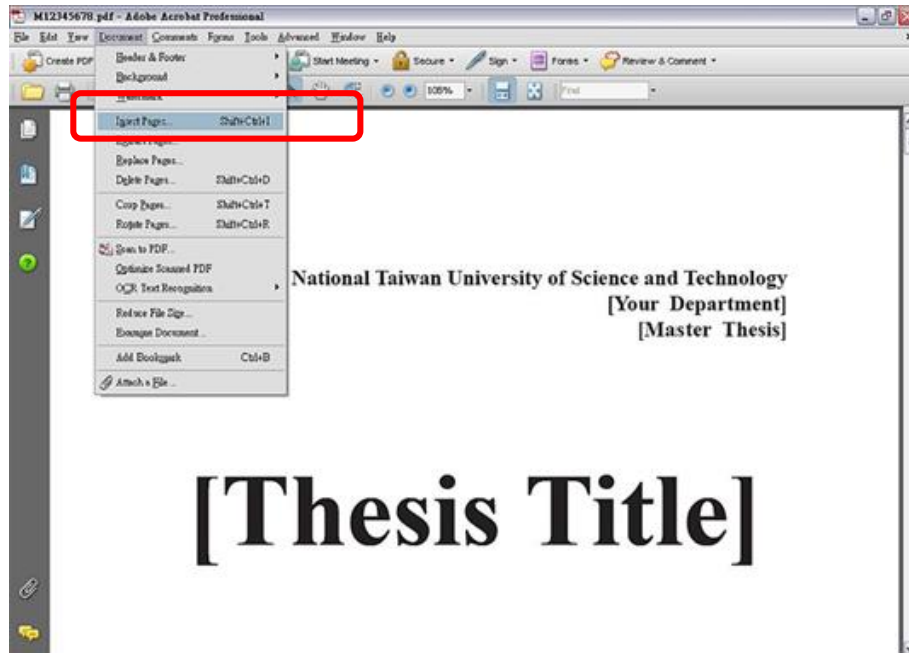 M12345678.pdf - Adobe Acrobat Professional
File Edit View Document Comments Forms Tools Advanced Window Help
Create PDF Start Meeting Secure Sign Forms Review & Comment
105% Find
Header & Footer
Background
Watermark
Insert Pages... Shift+Ctrl+I
Replace Pages...
Delete Pages... Shift+Ctrl+D
Crop Pages... Shift+Ctrl+T
Rotate Pages... Shift+Ctrl+R
Scan to PDF...
Optimize Scanned PDF
OCR Text Recognition
Reduce File Size...
Examine Document...
Add Bookmark Ctrl+B
Attach a File...
National Taiwan University of Science and Technology
[Your Department]
[Master Thesis]
[Thesis Title]